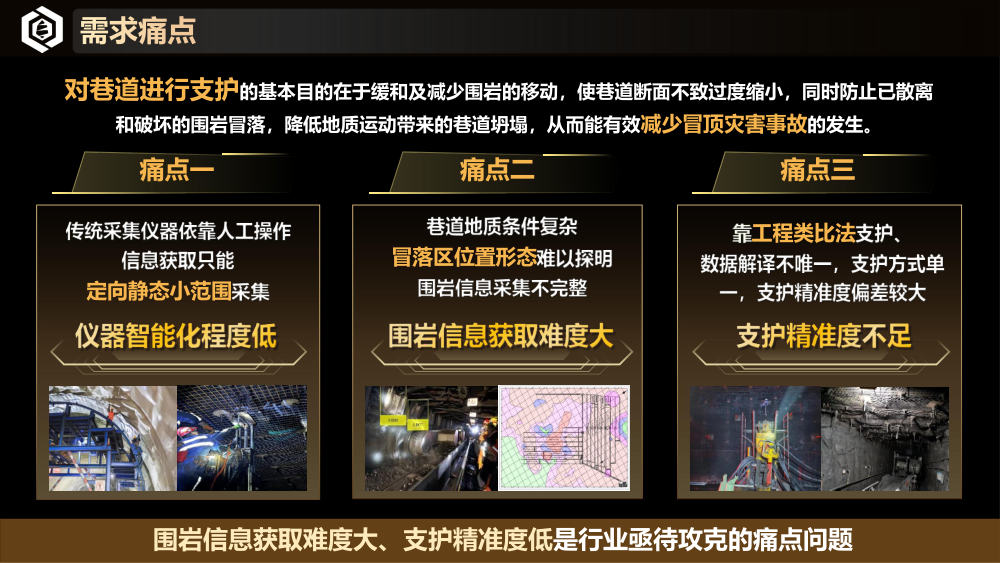 需求痛点
对巷道进行支护的基本目的在于缓和及减少围岩的移动，使巷道断面不致过度缩小，同时防止已散离
和破坏的围岩冒落，降低地质运动带来的巷道坍塌，从而能有效减少冒顶灾害事故的发生。
痛点一
传统采集仪器依靠人工操作
信息获取只能
定向静态小范围采集
仪器智能化程度低
痛点二
巷道地质条件复杂
冒落区位置形态难以探明
围岩信息采集不完整
围岩信息获取难度大
痛点三
靠工程类比法支护、
数据解译不唯一，支护方式单
一，支护精准度偏差较大
支护精准度不足
围岩信息获取难度大、支护精准度低是行业亟待攻克的痛点问题